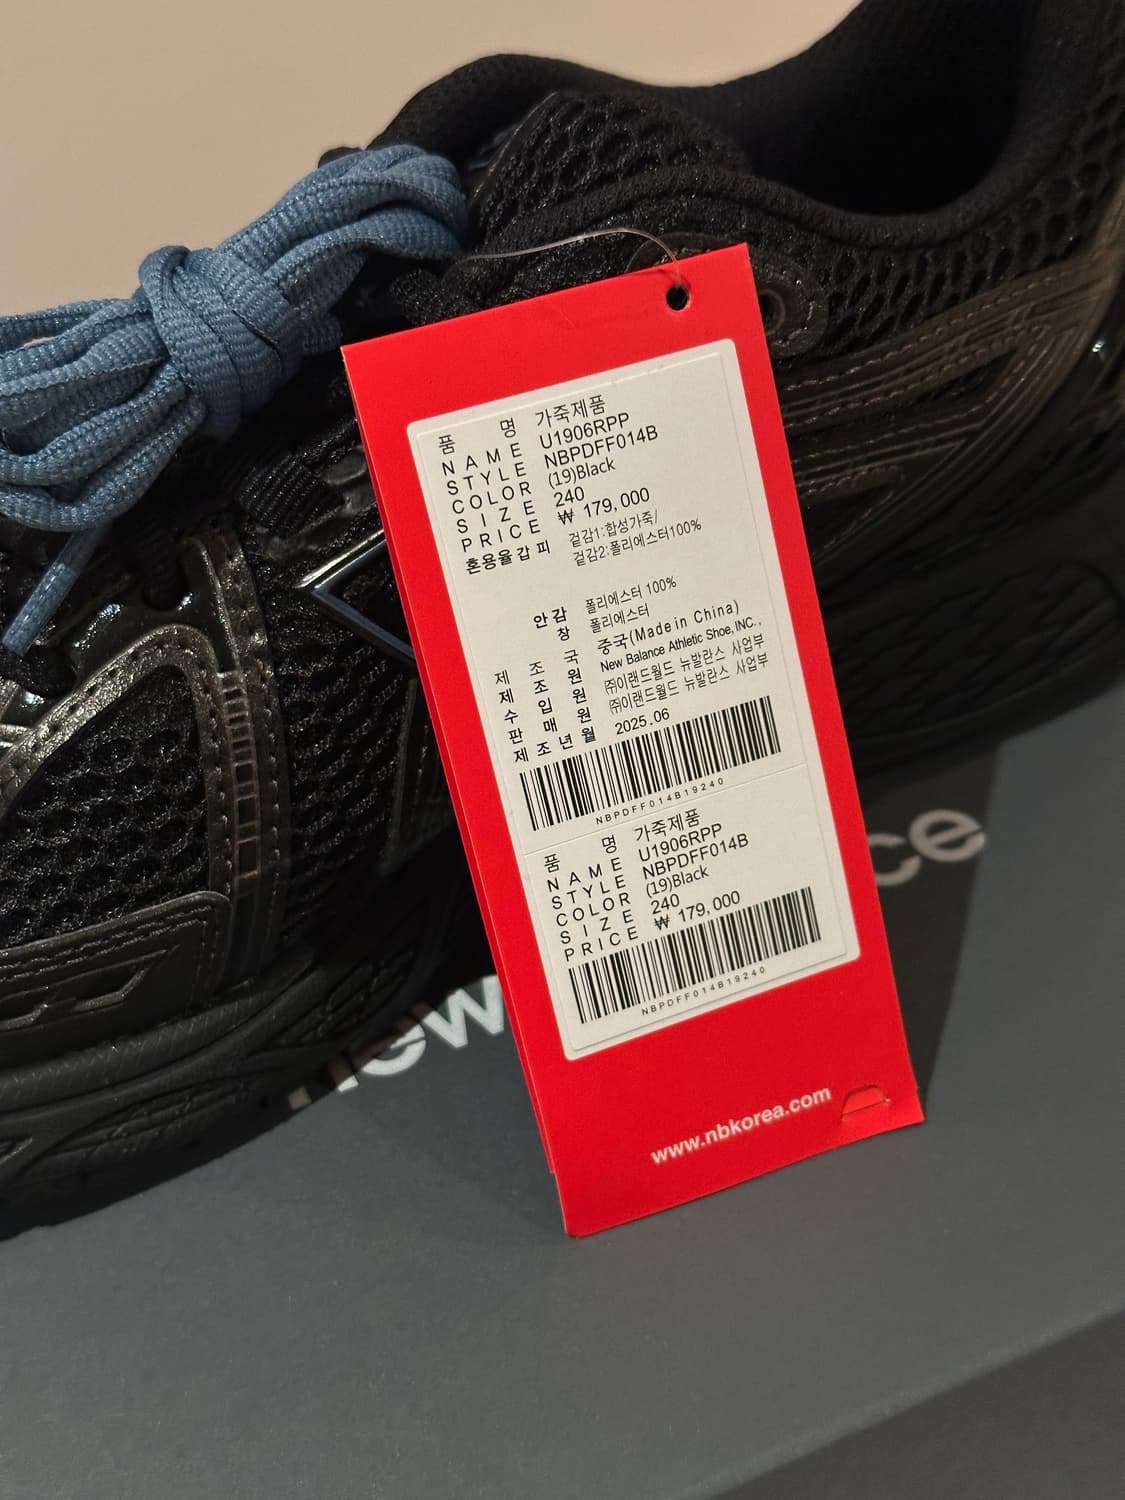 품 명 가죽제품
NAME U1906RPP
STYLE NBPDFF014B
COLOR (19)Black
SIZE 240
PRICE ₩ 179,000
혼용율 갑 피 겉감1:합성가죽/
겉감2:폴리에스터100%
안감 폴리에스터 100%
창 폴리에스터
제 조 국 중국(Made in China)
제 조 원 New Balance Athletic Shoe, INC.,
수 입 원 ㈜이랜드월드 뉴발란스 사업부
판 매 원 ㈜이랜드월드 뉴발란스 사업부
제 조 년 월 2025.06
NBPDFF014B19240
품 명 가죽제품
NAME U1906RPP
STYLE NBPDFF014B
COLOR (19)Black
SIZE 240
PRICE ₩ 179,000
NBPDFF014B19240
www.nbkorea.com
new
ce